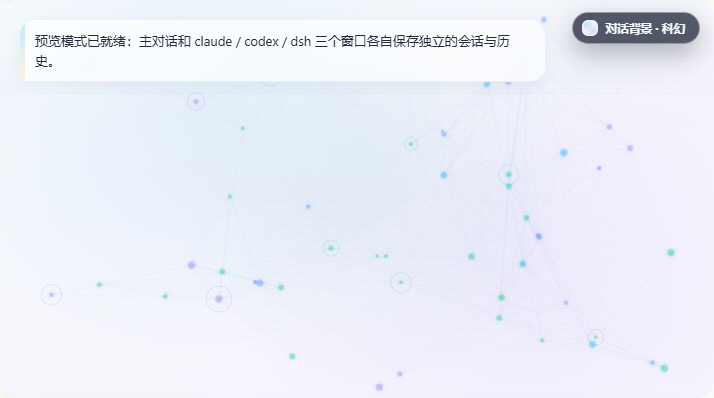 预览模式已就绪：主对话和 claude / codex / dsh 三个窗口各自保存独立的会话与历
史。
对话背景 · 科幻